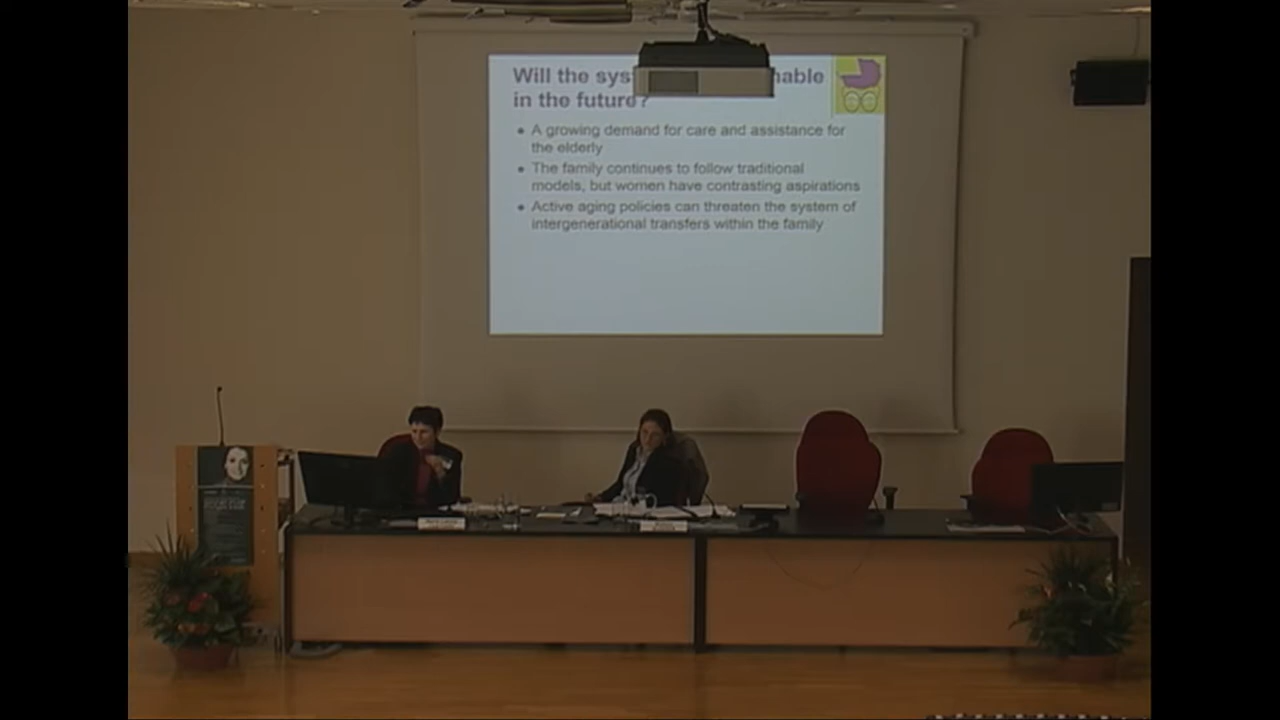 Will the sys hable
in the future?
• A growing demand for care and assistance for
the elderly
• The family continues to follow traditional
models, but women have contrasting aspirations
• Active aging policies can threaten the system of
intergenerational transfers within the family